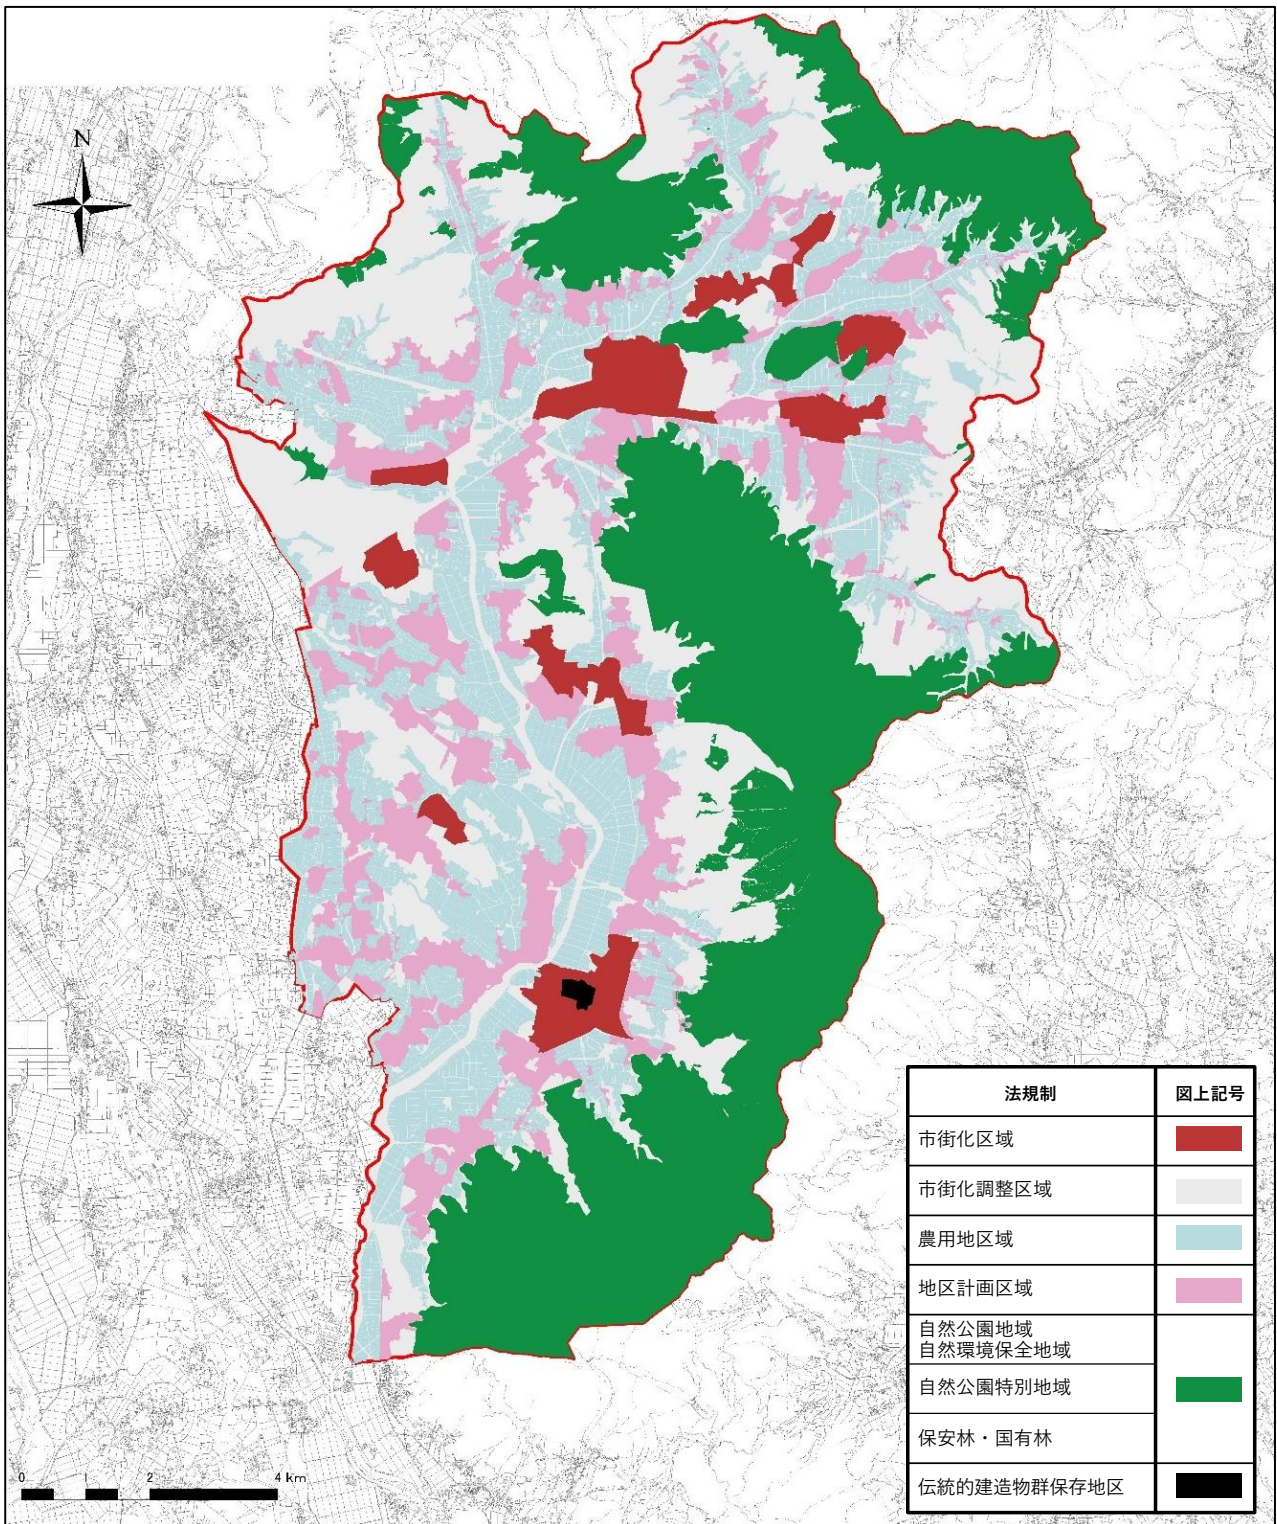 N
法規制 図上記号
市街化区域
市街化調整区域
農用地区域
地区計画区域
自然公園地域
自然環境保全地域
自然公園特別地域
保安林・国有林
伝統的建造物群保存地区
0 1 2 4 km